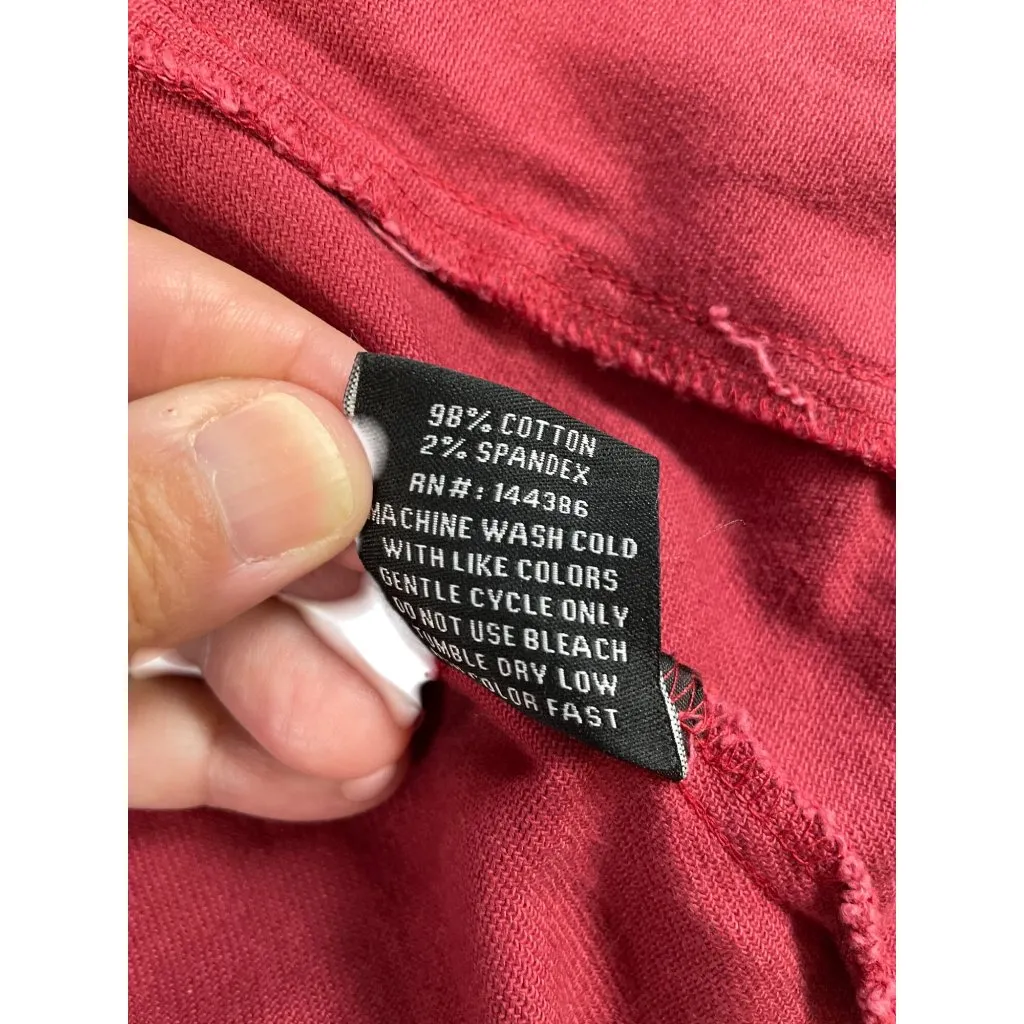 98% COTTON
2% SPANDEX
RN#: 144386
MACHINE WASH COLD
WITH LIKE COLORS
GENTLE CYCLE ONLY
DO NOT USE BLEACH
TUMBLE DRY LOW
COLOR FAST